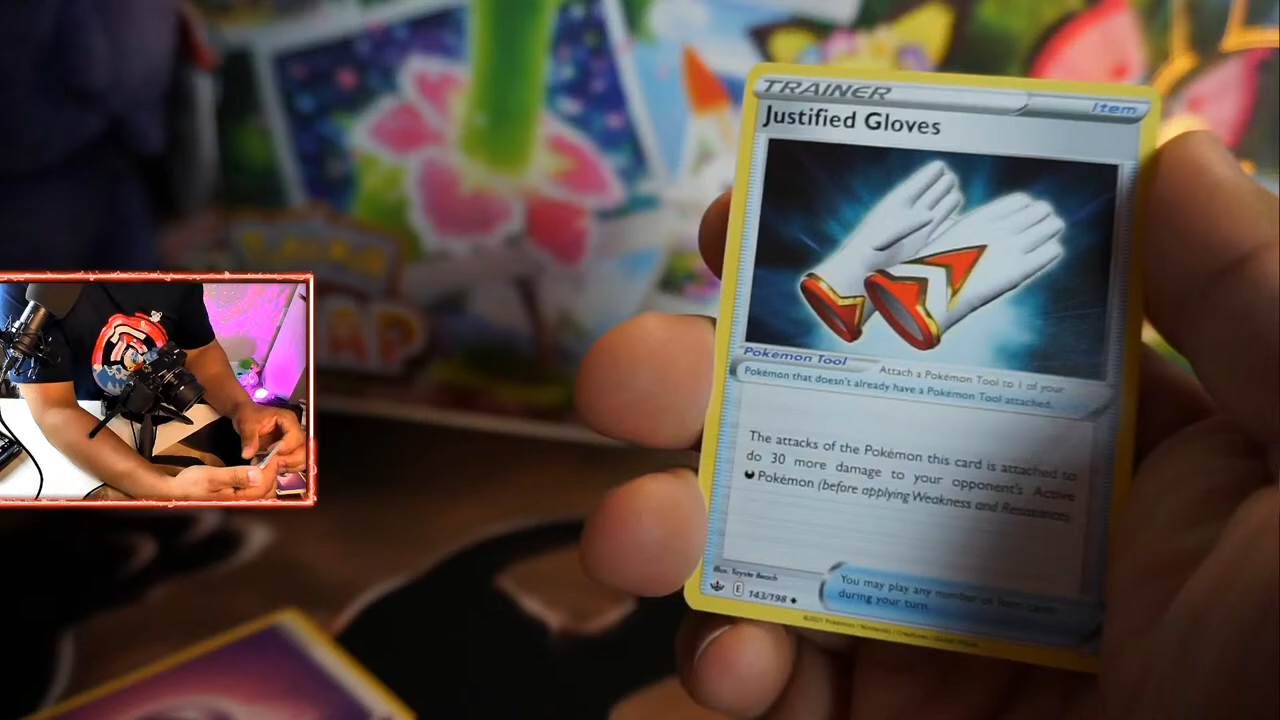 TRAINER
Item
Justified Gloves
Pokémon Tool
Attach a Pokémon Tool to 1 of your
Pokémon that doesn't already have a Pokémon Tool attached.
The attacks of the Pokémon this card is attached to
do 30 more damage to your opponent's Active
Pokémon (before applying Weakness and Resistance).
Illus. Toyste Beach
E 143/198
You may play any number of Item cards
during your turn.